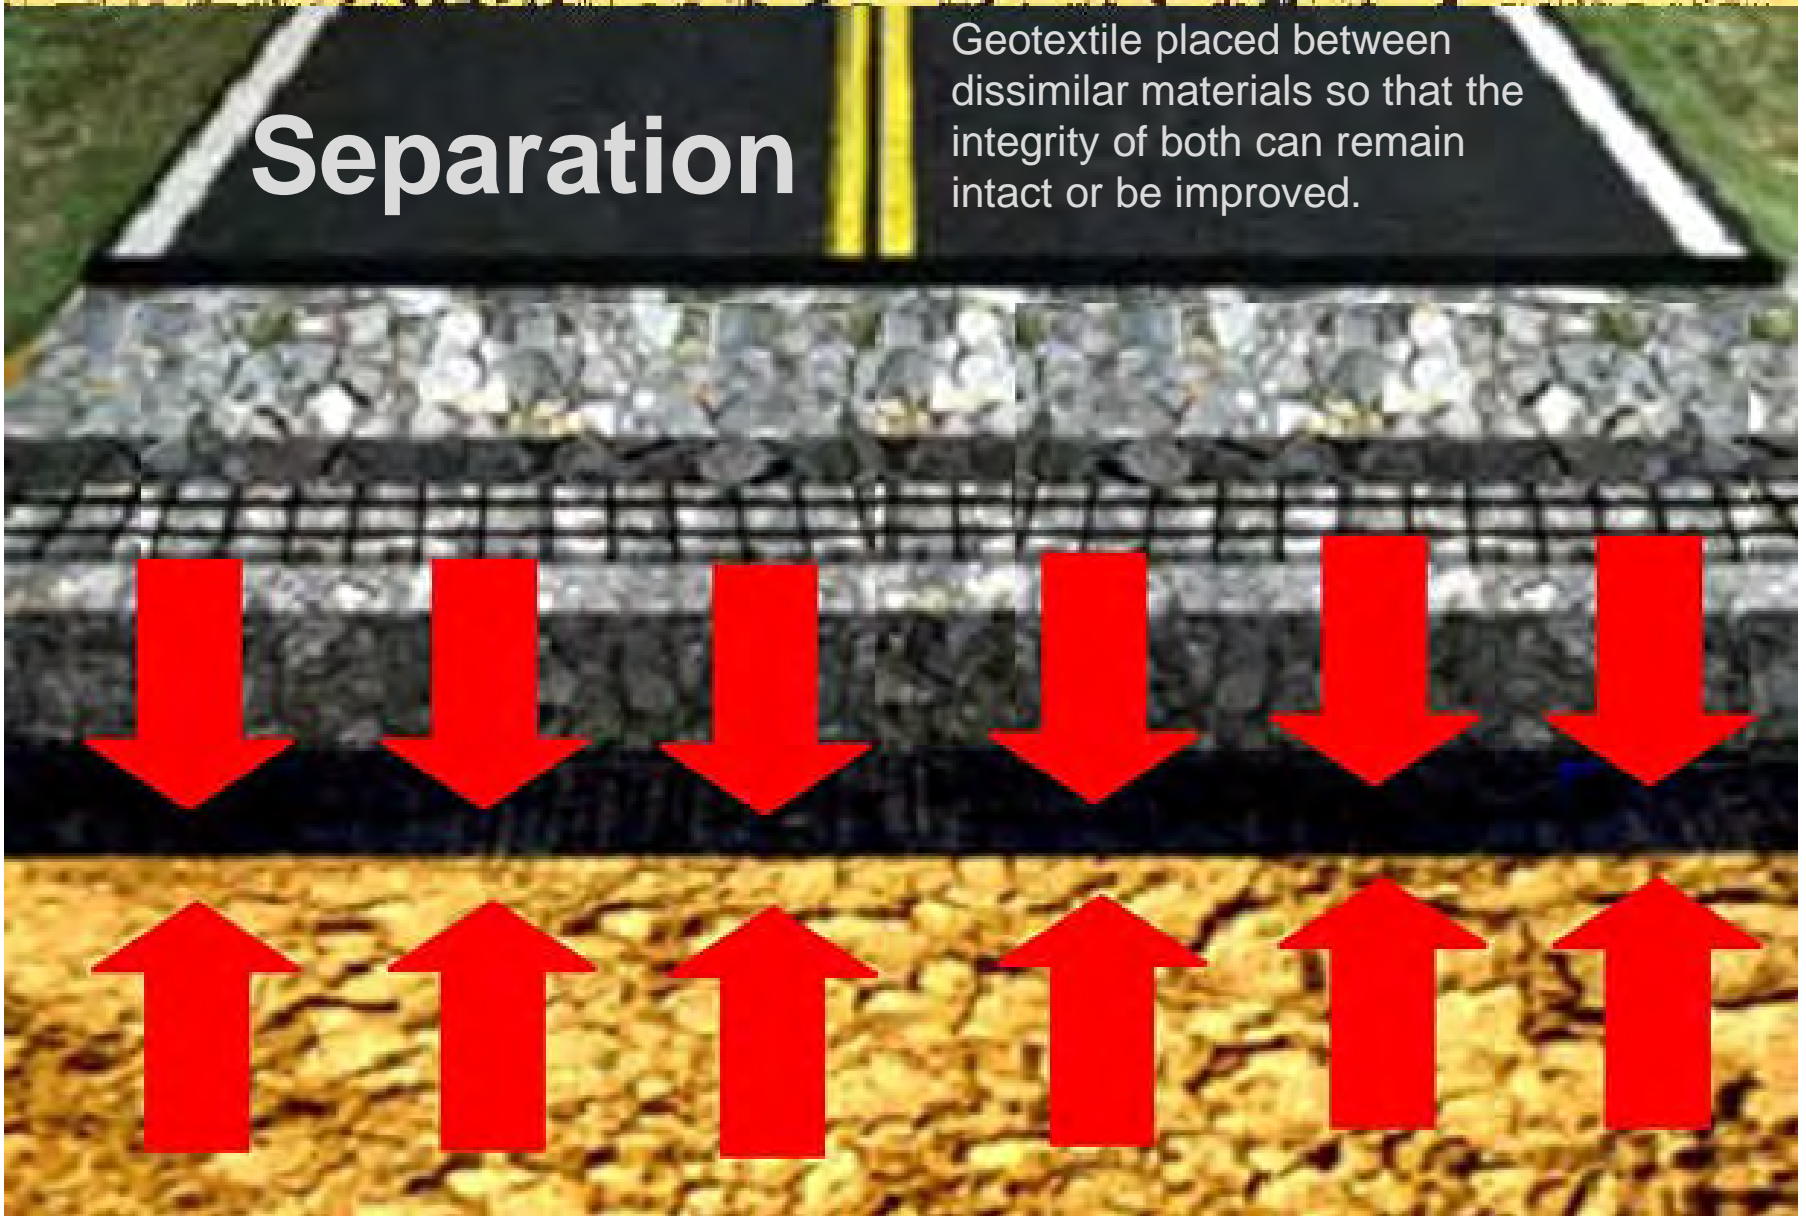 Separation
Geotextile placed between
dissimilar materials so that the
integrity of both can remain
intact or be improved.